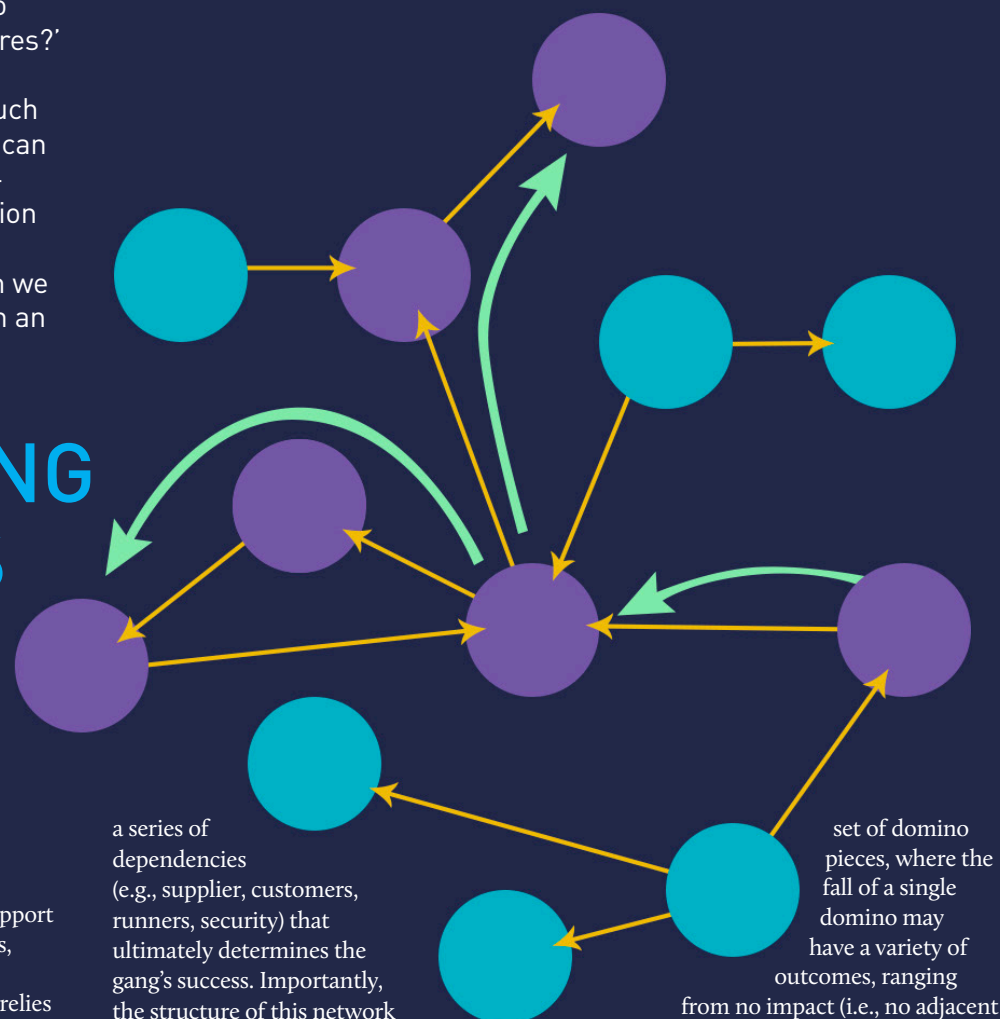 res?’
uch
can
ion
n we
n an
NG
pport
s,
relies
a series of
dependencies
(e.g., supplier, customers,
runners, security) that
ultimately determines the
gang’s success. Importantly,
the structure of this network
set of domino
pieces, where the
fall of a single
domino may
have a variety of
outcomes, ranging
from no impact (i.e., no adjacent